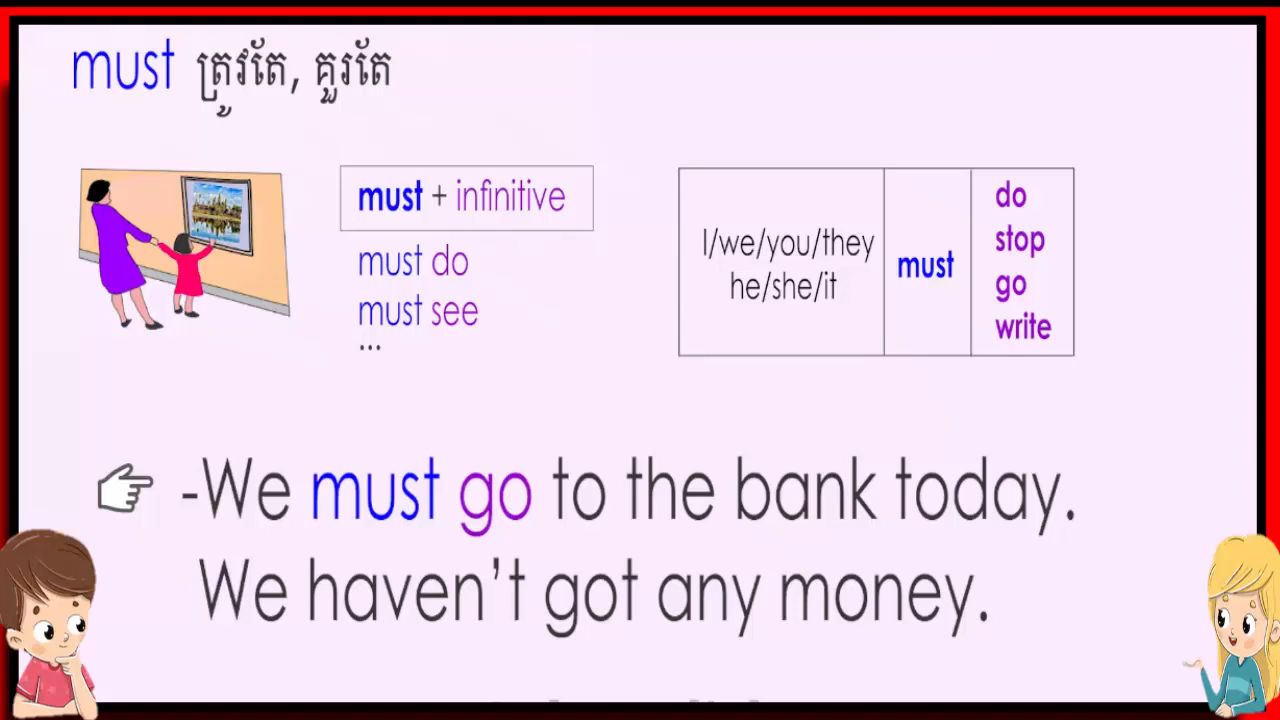 must ត្រូវតែ, គួរតែ
must + infinitive
must do
must see
...
I/we/you/they
he/she/it
must
do
stop
go
write
-We must go to the bank today.
We haven't got any money.